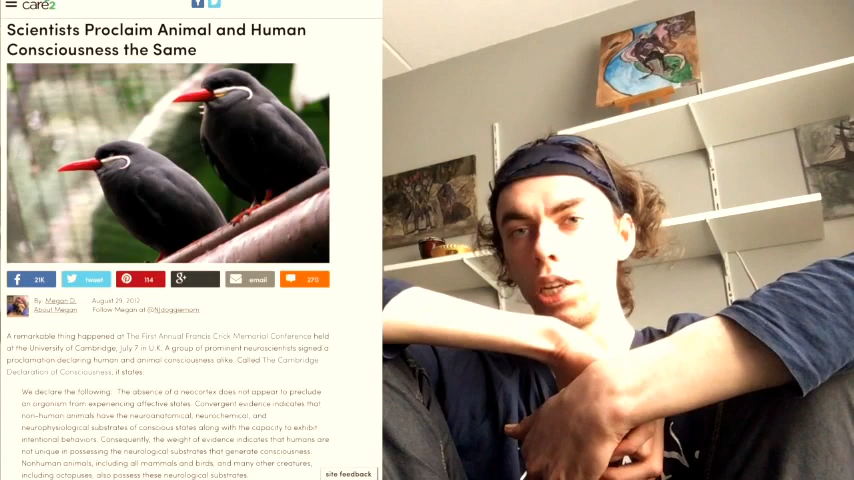 care2
Scientists Proclaim Animal and Human
Consciousness the Same
f 21K
tweet
114
g+
email
270
By: Megan D. August 29, 2012
About Megan Follow Megan at @Njdoggiemom
A remarkable thing happened at The First Annual Francis Crick Memorial Conference held
at the University of Cambridge, July 7 in U.K. A group of prominent neuroscientists signed a
proclamation declaring human and animal consciousness alike. Called The Cambridge
Declaration of Consciousness, it states:
We declare the following: The absence of a neocortex does not appear to preclude
an organism from experiencing affective states. Convergent evidence indicates that
non-human animals have the neuroanatomical, neurochemical, and
neurophysiological substrates of conscious states along with the capacity to exhibit
intentional behaviors. Consequently, the weight of evidence indicates that humans are
not unique in possessing the neurological substrates that generate consciousness.
Nonhuman animals, including all mammals and birds, and many other creatures,
including octopuses, also possess these neurological substrates.
site feedback